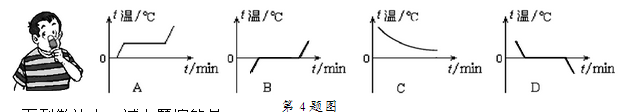 t温/℃ t温/℃ t温/℃ t温/℃
0 0 0 0
t/min t/min t/min t/min
A B C D
第 4 题图